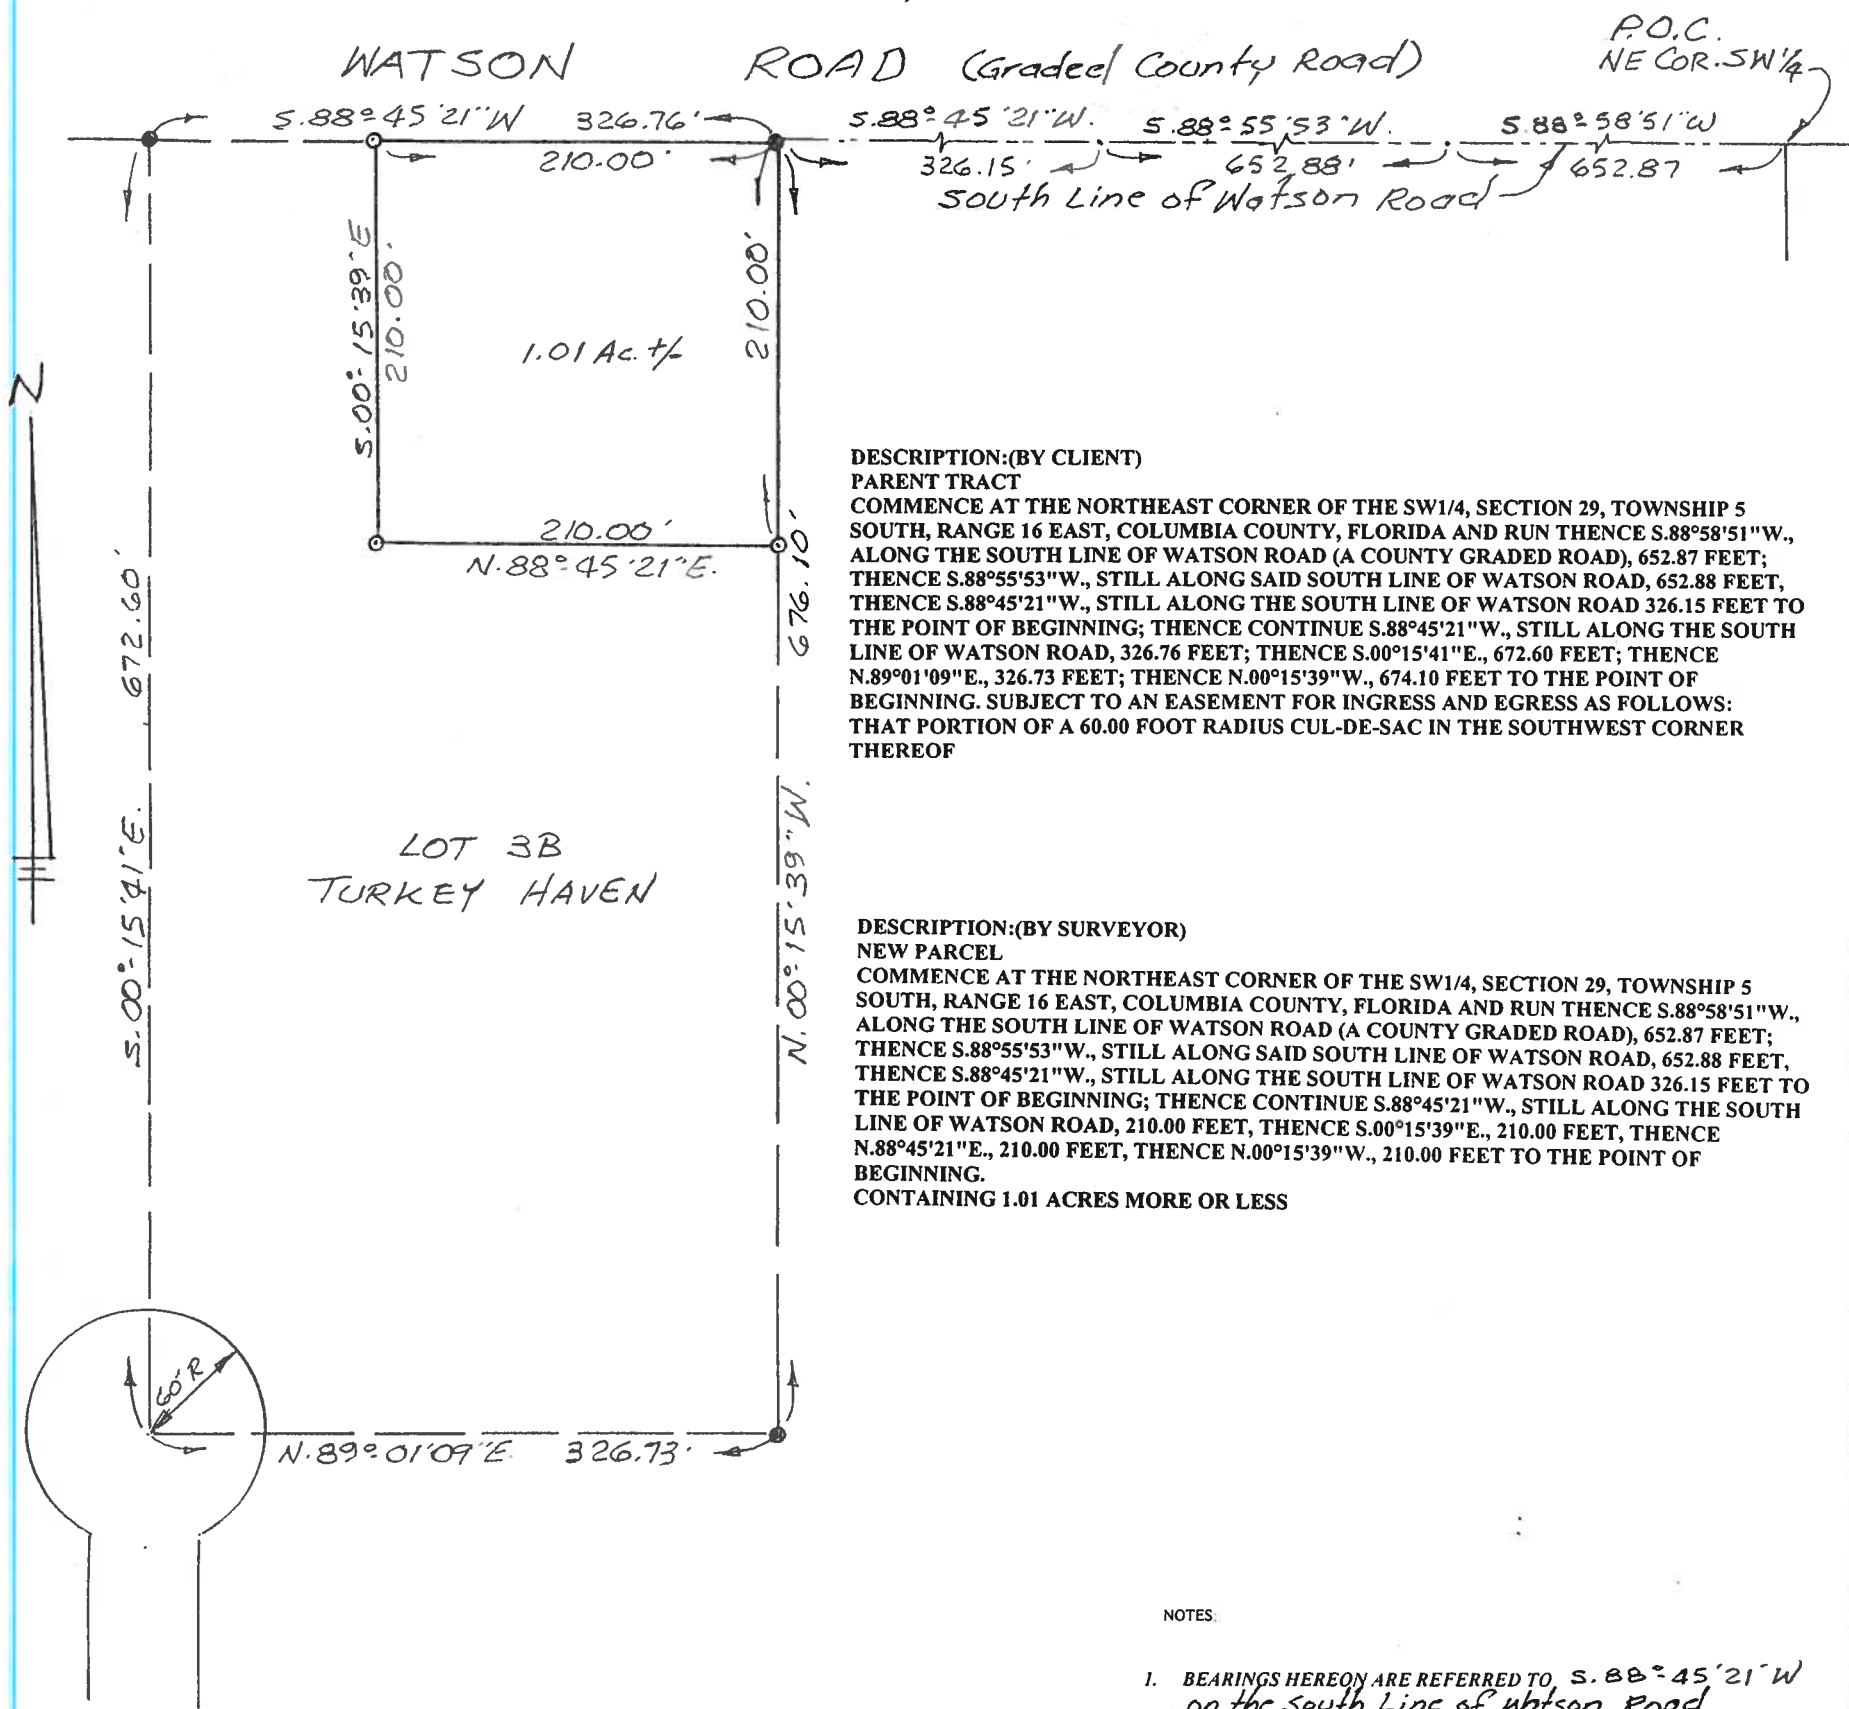 WATSON ROAD (Graded County Road)
P.O.C.
NE COR. SW 1/4
S.88°45'21"W 326.76'
S.88°45'21"W.
S.88°55'53"W.
S.88°58'51"W
210.00'
326.15'
652.88'
652.87
South Line of Watson Road
S.00°15'39"E
210.00'
210.00'
1.01 Ac. +/-
N
210.00'
N.88°45'21"E.
672.60'
S.00°15'41"E.
676.10'
N.00°15'39"W.
LOT 3B
TURKEY HAVEN
DESCRIPTION:(BY CLIENT)
PARENT TRACT
COMMENCE AT THE NORTHEAST CORNER OF THE SW1/4, SECTION 29, TOWNSHIP 5
SOUTH, RANGE 16 EAST, COLUMBIA COUNTY, FLORIDA AND RUN THENCE S.88°58'51"W.,
ALONG THE SOUTH LINE OF WATSON ROAD (A COUNTY GRADED ROAD), 652.87 FEET;
THENCE S.88°55'53"W., STILL ALONG SAID SOUTH LINE OF WATSON ROAD, 652.88 FEET,
THENCE S.88°45'21"W., STILL ALONG THE SOUTH LINE OF WATSON ROAD 326.15 FEET TO
THE POINT OF BEGINNING; THENCE CONTINUE S.88°45'21"W., STILL ALONG THE SOUTH
LINE OF WATSON ROAD, 326.76 FEET; THENCE S.00°15'41"E., 672.60 FEET; THENCE
N.89°01'09"E., 326.73 FEET; THENCE N.00°15'39"W., 674.10 FEET TO THE POINT OF
BEGINNING. SUBJECT TO AN EASEMENT FOR INGRESS AND EGRESS AS FOLLOWS:
THAT PORTION OF A 60.00 FOOT RADIUS CUL-DE-SAC IN THE SOUTHWEST CORNER
THEREOF
DESCRIPTION:(BY SURVEYOR)
NEW PARCEL
COMMENCE AT THE NORTHEAST CORNER OF THE SW1/4, SECTION 29, TOWNSHIP 5
SOUTH, RANGE 16 EAST, COLUMBIA COUNTY, FLORIDA AND RUN THENCE S.88°58'51"W.,
ALONG THE SOUTH LINE OF WATSON ROAD (A COUNTY GRADED ROAD), 652.87 FEET;
THENCE S.88°55'53"W., STILL ALONG SAID SOUTH LINE OF WATSON ROAD, 652.88 FEET,
THENCE S.88°45'21"W., STILL ALONG THE SOUTH LINE OF WATSON ROAD 326.15 FEET TO
THE POINT OF BEGINNING; THENCE CONTINUE S.88°45'21"W., STILL ALONG THE SOUTH
LINE OF WATSON ROAD, 210.00 FEET, THENCE S.00°15'39"E., 210.00 FEET, THENCE
N.88°45'21"E., 210.00 FEET, THENCE N.00°15'39"W., 210.00 FEET TO THE POINT OF
BEGINNING.
CONTAINING 1.01 ACRES MORE OR LESS
60' R
N.89°01'09"E 326.73'
NOTES:
1. BEARINGS HEREON ARE REFERRED TO S.88°45'21"W
on the South Line of Watson Road